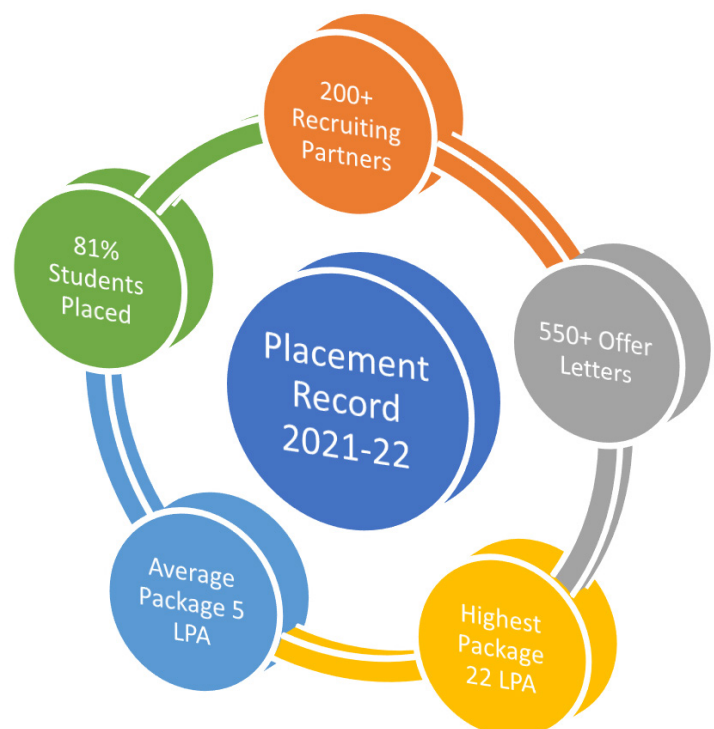 Placement
Record
2021-22
200+
Recruiting
Partners
550+ Offer
Letters
Highest
Package
22 LPA
Average
Package 5
LPA
81%
Students
Placed